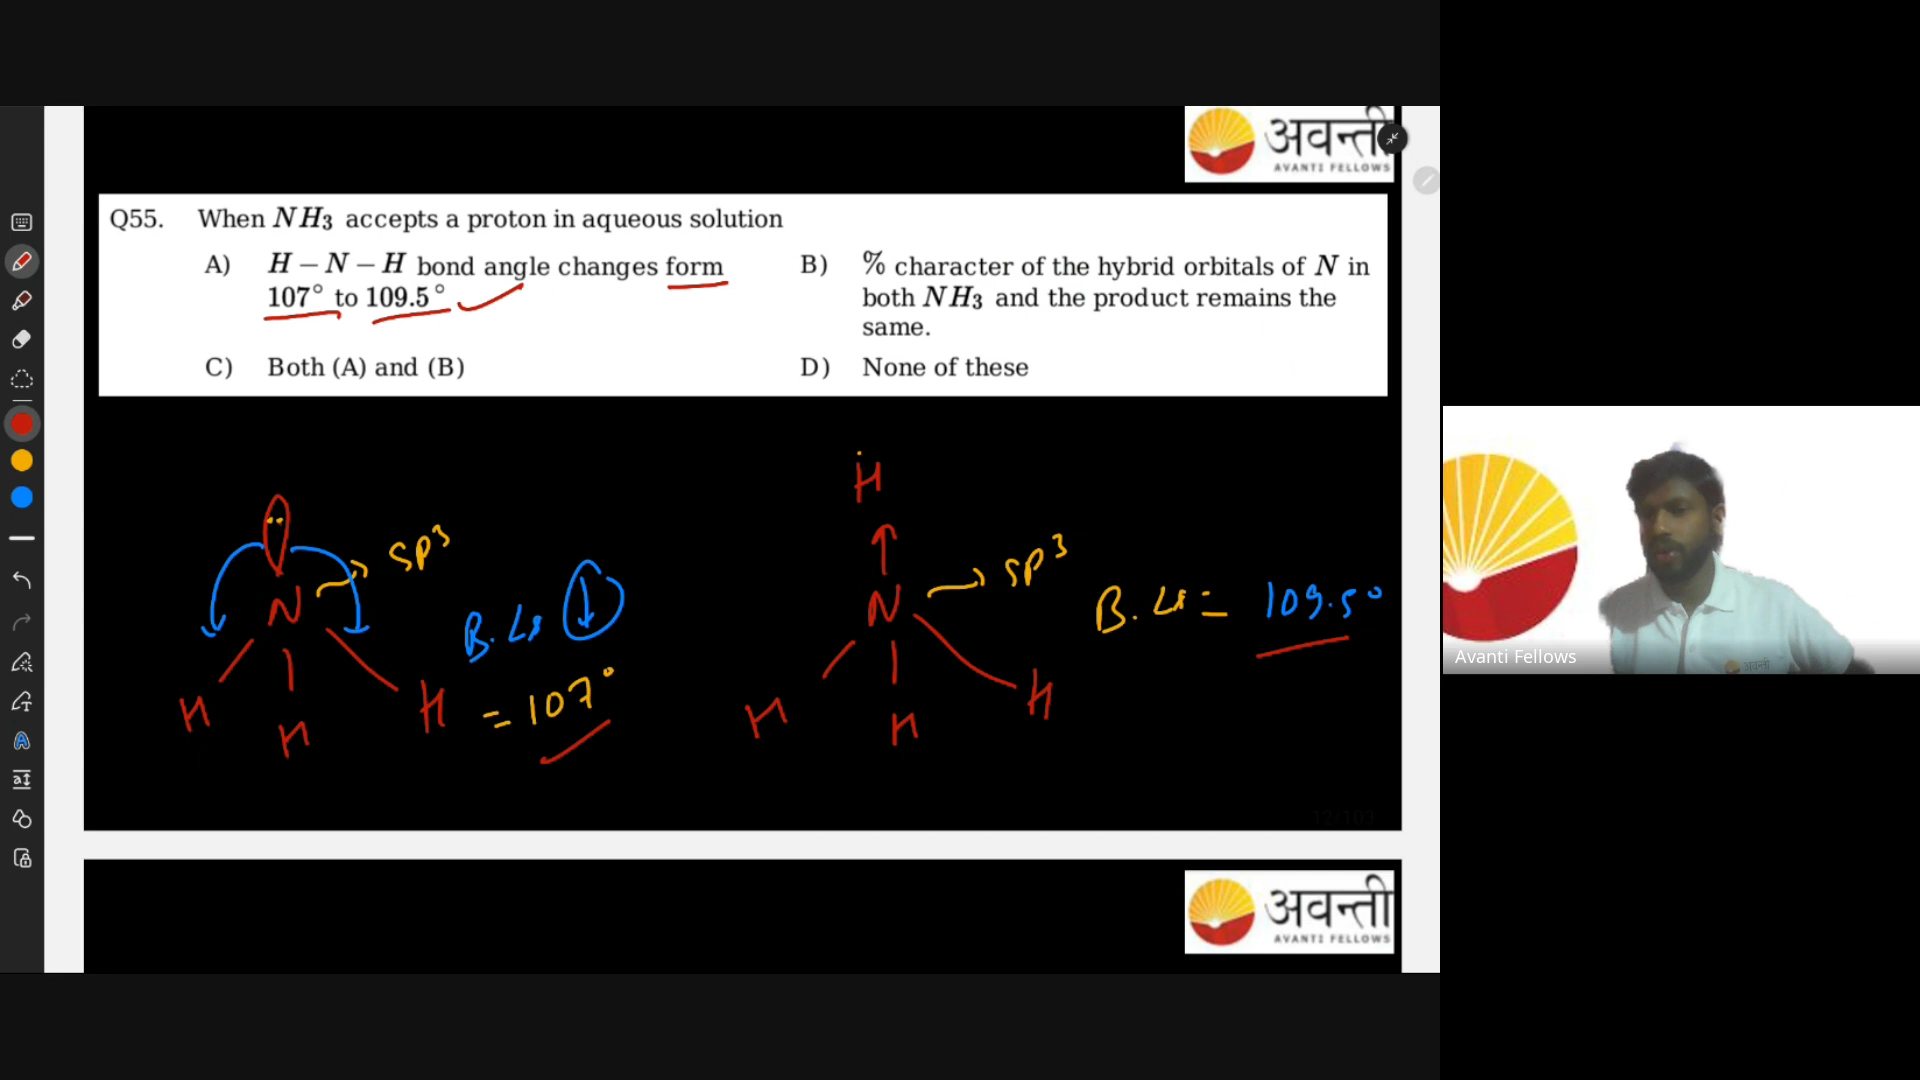 अवन्ती
AVANTI FELLOWS
Q55. When NH₃ accepts a proton in aqueous solution
A) H – N – H bond angle changes form
107° to 109.5°
B) % character of the hybrid orbitals of N in
both NH₃ and the product remains the
same.
C) Both (A) and (B)
D) None of these
N
H
H
H
sp³
B.∠s ↓
= 107°
H
N
H
H
H
sp³
B.∠s = 109.5°
12/103
अवन्ती
AVANTI FELLOWS
Avanti Fellows